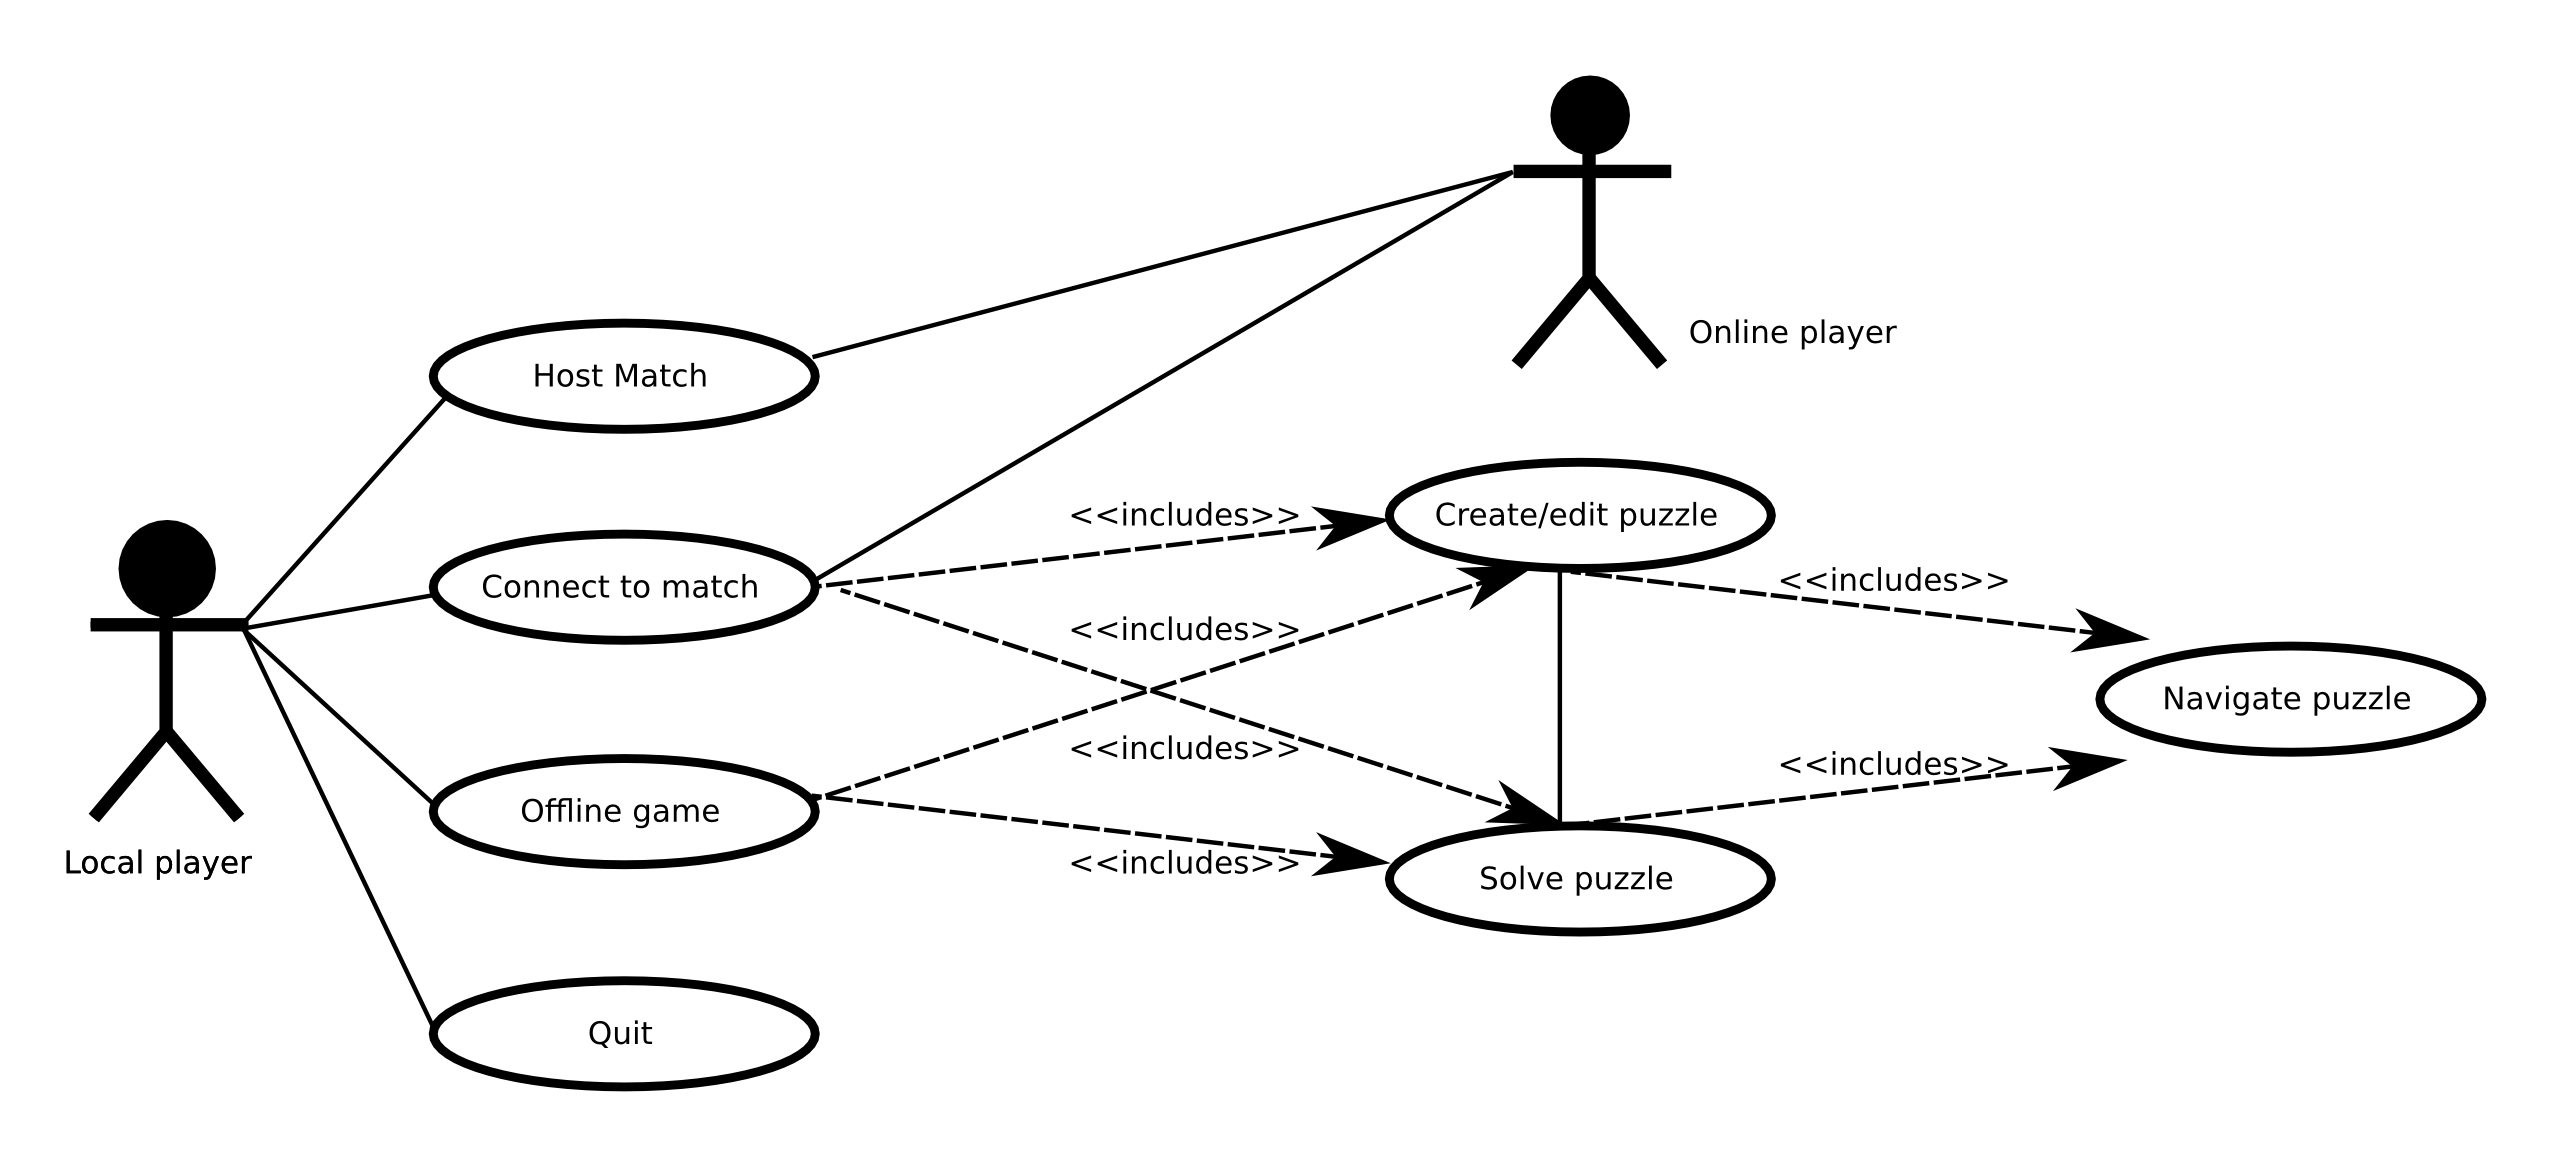 Online player
Host Match
<<includes>>
Create/edit puzzle
Connect to match
<<includes>>
<<includes>>
Navigate puzzle
<<includes>>
<<includes>>
Offline game
Local player
<<includes>>
Solve puzzle
Quit